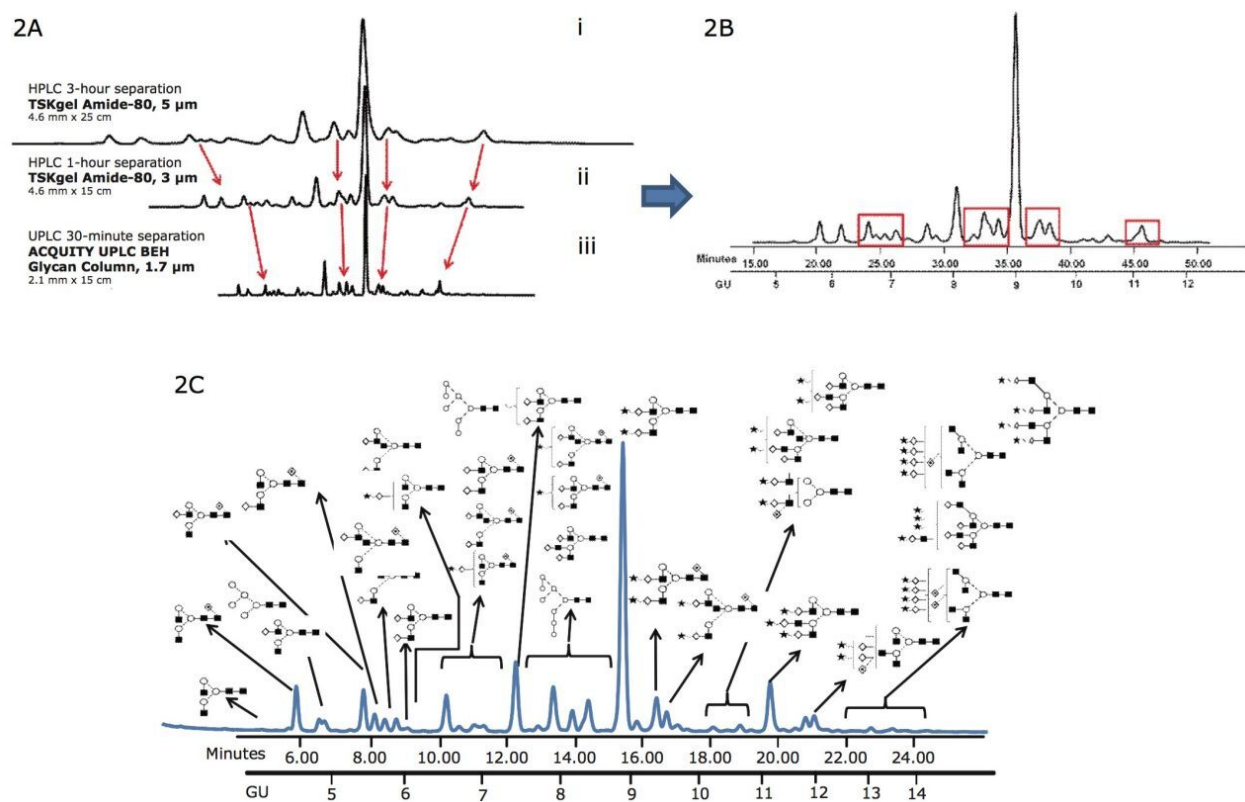 2A
i
HPLC 3-hour separation
TSKgel Amide-80, 5 µm
4.6 mm x 25 cm
HPLC 1-hour separation
TSKgel Amide-80, 3 µm
4.6 mm x 15 cm
ii
UPLC 30-minute separation
ACQUITY UPLC BEH
Glycan Column, 1.7 µm
2.1 mm x 15 cm
iii
2B
Minutes 15.00 20.00 25.00 30.00 35.00 40.00 45.00 50.00
GU 5 6 7 8 9 10 11 12
2C
Minutes 6.00 8.00 10.00 12.00 14.00 16.00 18.00 20.00 22.00 24.00
GU 5 6 7 8 9 10 11 12 13 14